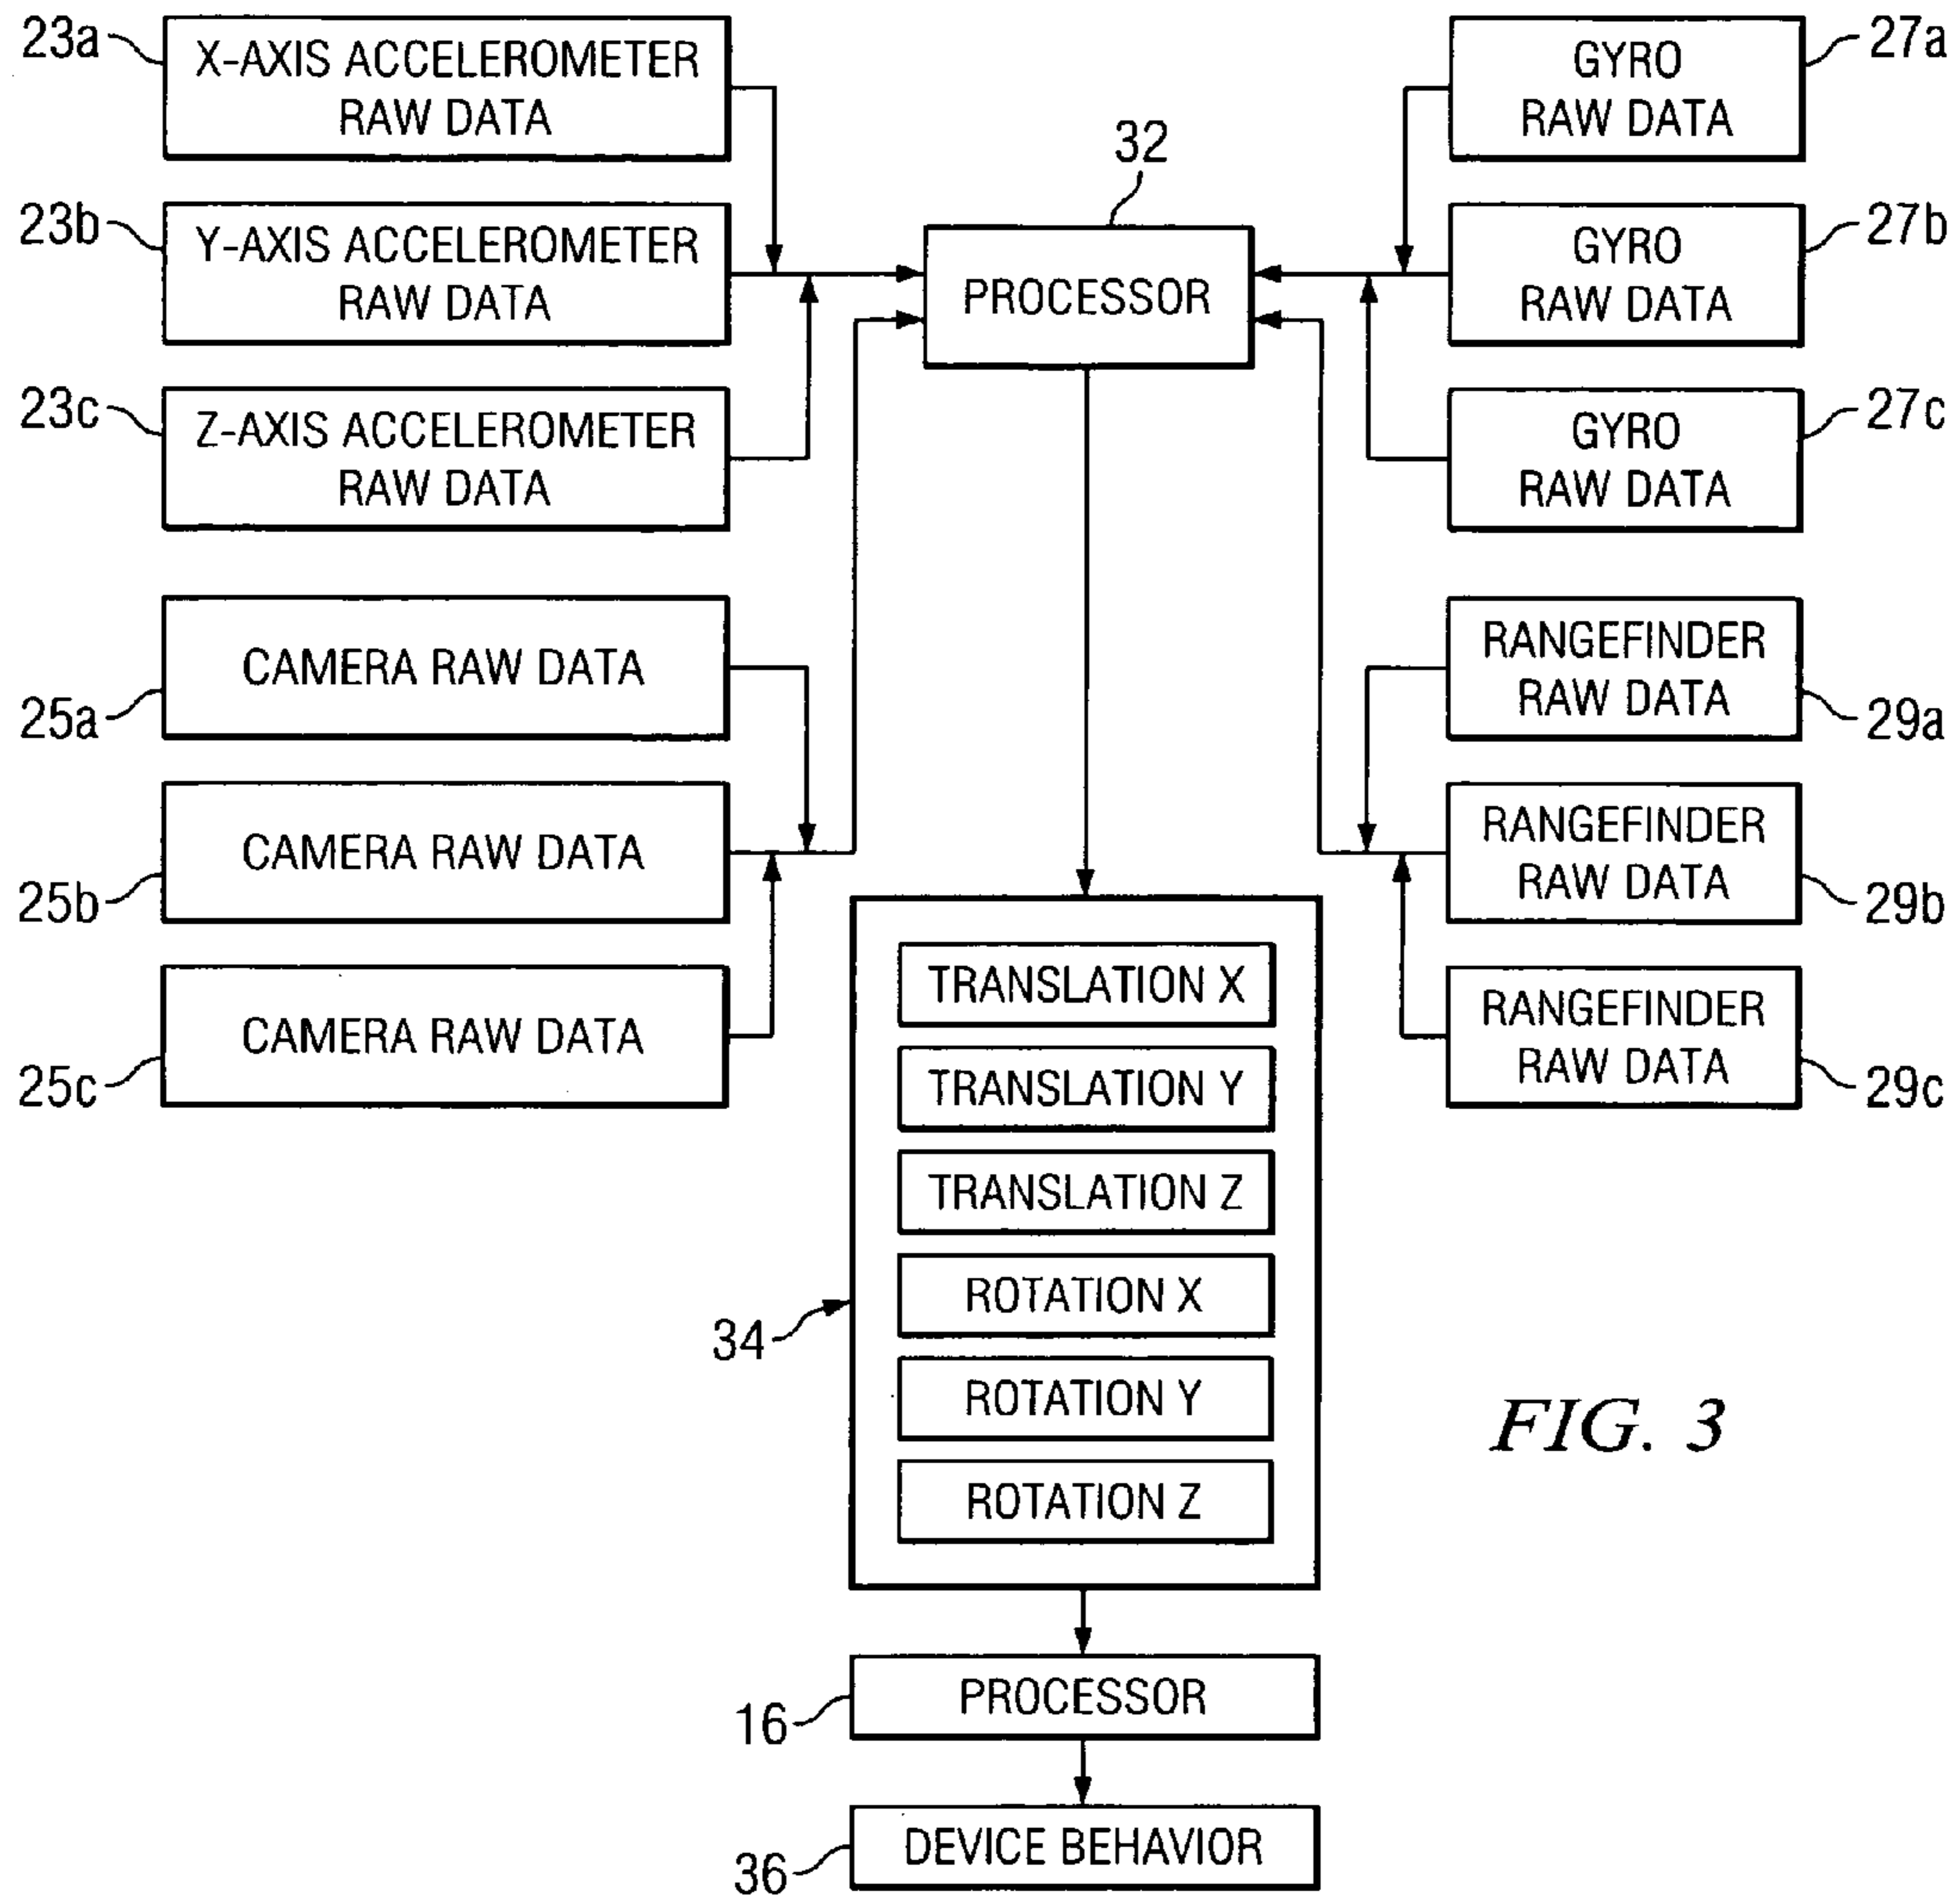 23a
X-AXIS ACCELEROMETER
RAW DATA
23b
Y-AXIS ACCELEROMETER
RAW DATA
23c
Z-AXIS ACCELEROMETER
RAW DATA
25a
CAMERA RAW DATA
25b
CAMERA RAW DATA
25c
CAMERA RAW DATA
32
PROCESSOR
27a
GYRO
RAW DATA
27b
GYRO
RAW DATA
27c
GYRO
RAW DATA
29a
RANGEFINDER
RAW DATA
29b
RANGEFINDER
RAW DATA
29c
RANGEFINDER
RAW DATA
34
TRANSLATION X
TRANSLATION Y
TRANSLATION Z
ROTATION X
ROTATION Y
ROTATION Z
16
PROCESSOR
36
DEVICE BEHAVIOR
FIG. 3